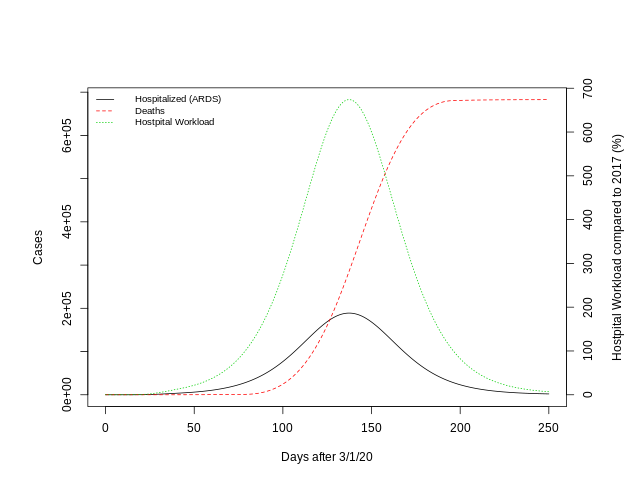 Hospitalized (ARDS)
Deaths
Hostpital Workload
Cases
0e+00
2e+05
4e+05
6e+05
0
100
200
300
400
500
600
700
Hostpital Workload compared to 2017 (%)
0 50 100 150 200 250
Days after 3/1/20